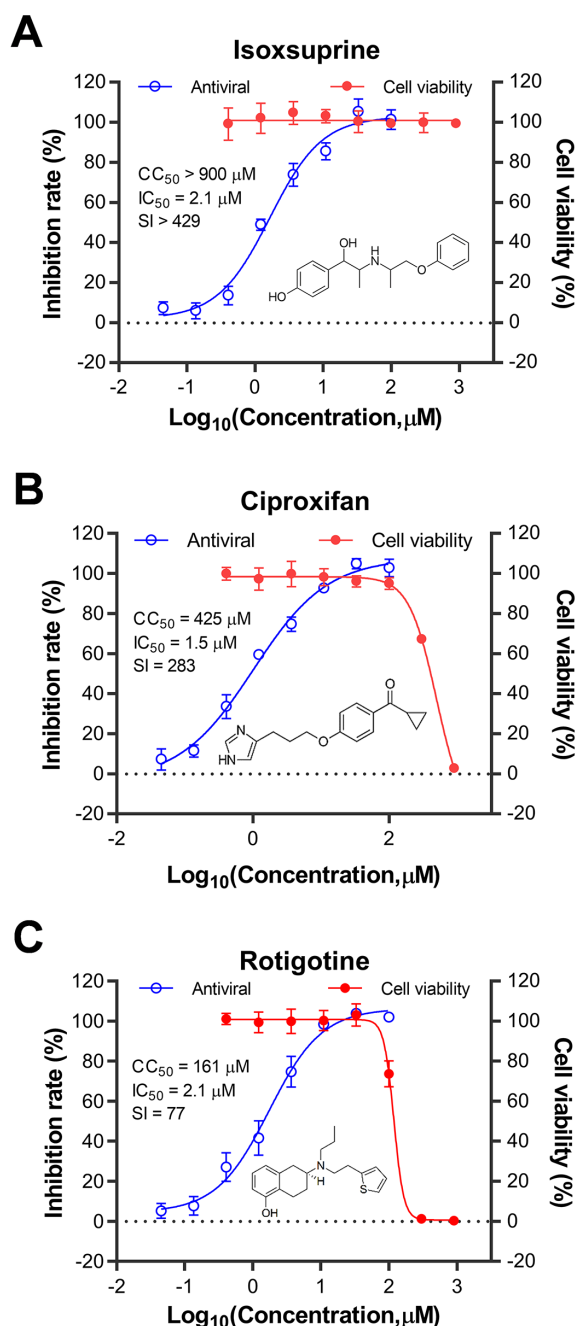 A
Isoxsuprine
Antiviral
Cell viability
120
100
80
60
40
20
0
-20
Inhibition rate (%)
CC50 > 900 μM
IC50 = 2.1 μM
SI > 429
OH
H
N
O
HO
120
100
80
60
40
20
0
-20
Cell viability (%)
-2
-1
0
1
2
3
Log10(Concentration,μM)
B
Ciproxifan
Antiviral
Cell viability
120
100
80
60
40
20
0
-20
Inhibition rate (%)
CC50 = 425 μM
IC50 = 1.5 μM
SI = 283
O
N
O
HN
120
100
80
60
40
20
0
-20
Cell viability (%)
-2
0
2
Log10(Concentration,μM)
C
Rotigotine
Antiviral
Cell viability
120
100
80
60
40
20
0
-20
Inhibition rate (%)
CC50 = 161 μM
IC50 = 2.1 μM
SI = 77
N
H
S
OH
120
100
80
60
40
20
0
-20
Cell viability (%)
-2
-1
0
1
2
3
Log10(Concentration,μM)